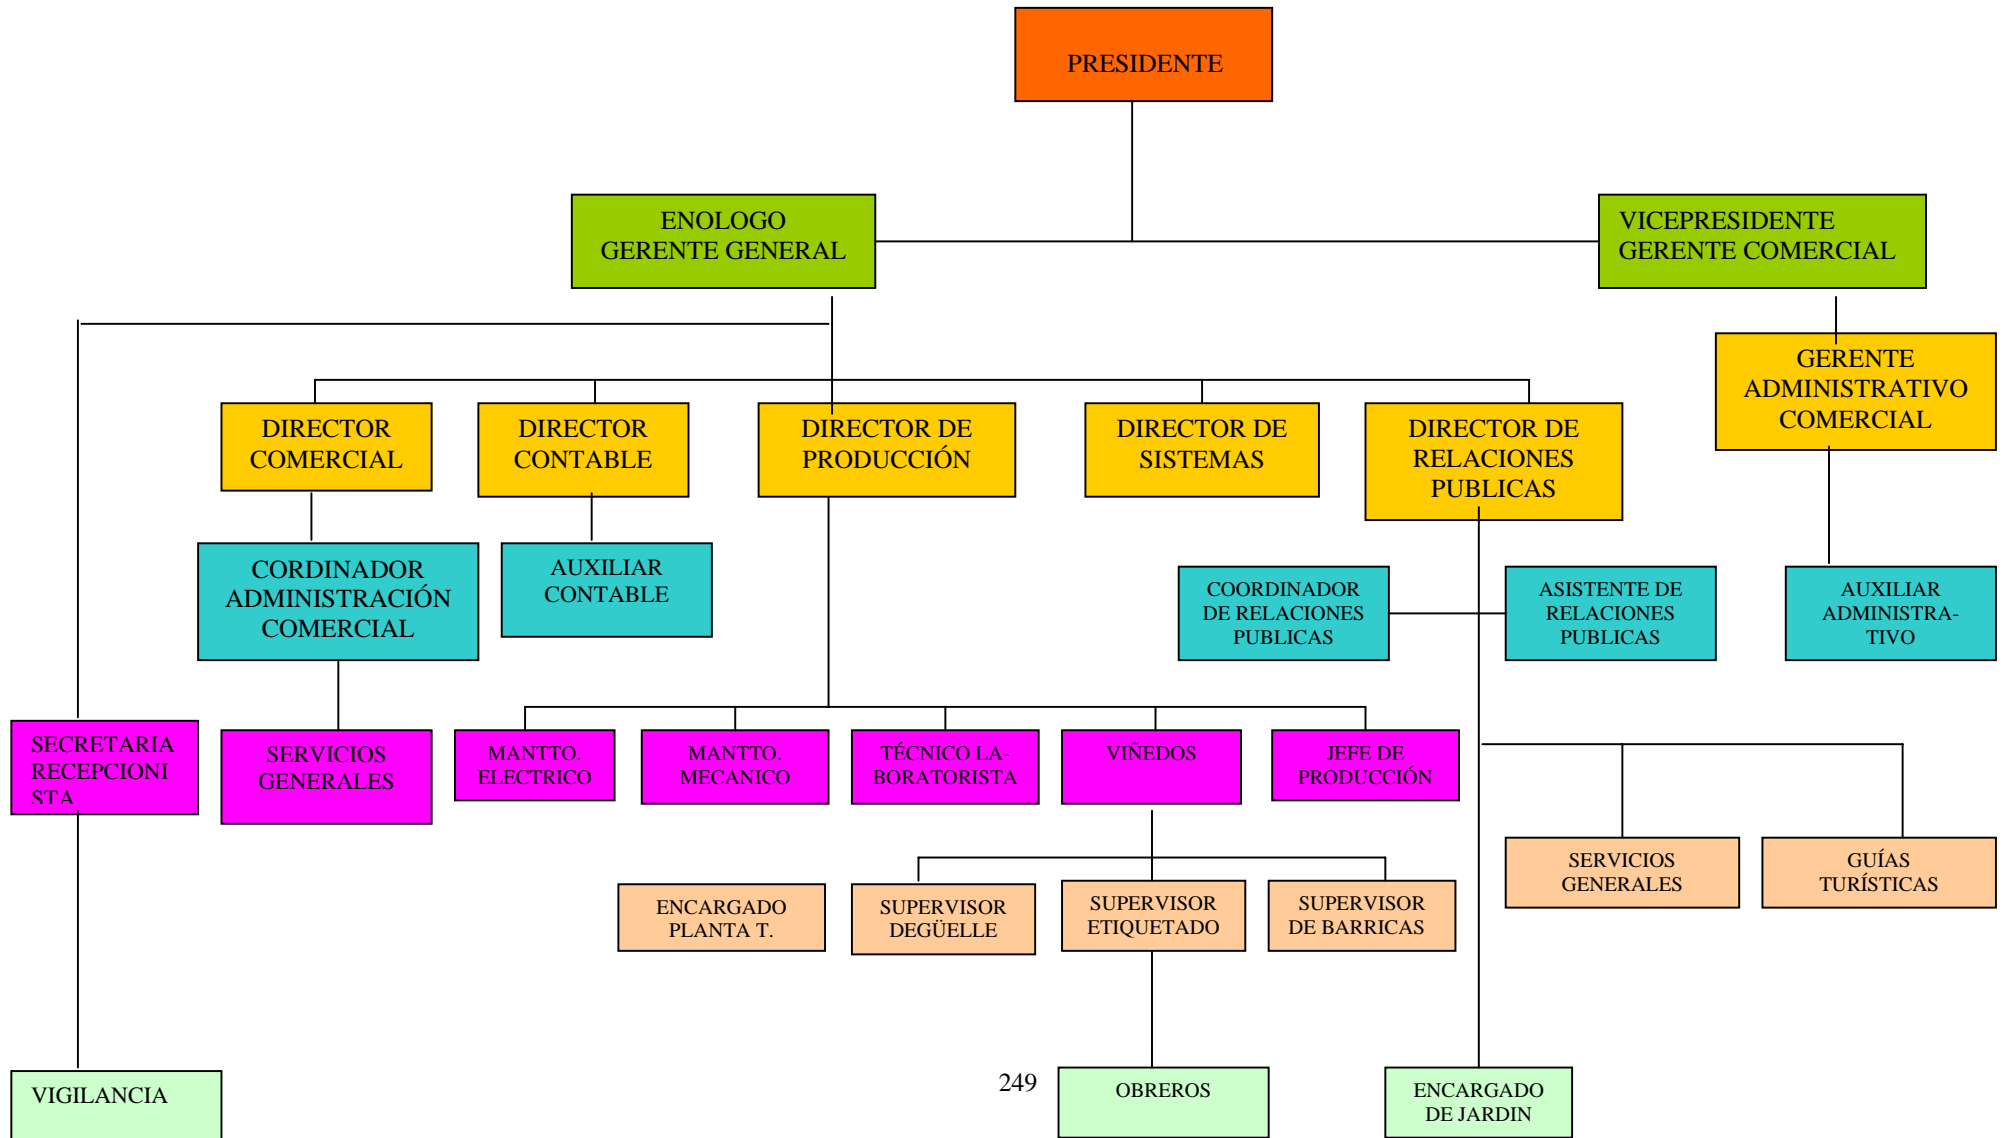 PRESIDENTE
ENOLOGO
GERENTE GENERAL
VICEPRESIDENTE
GERENTE COMERCIAL
GERENTE
ADMINISTRATIVO
COMERCIAL
DIRECTOR
COMERCIAL
DIRECTOR
CONTABLE
DIRECTOR DE
PRODUCCIÓN
DIRECTOR DE
SISTEMAS
DIRECTOR DE
RELACIONES
PUBLICAS
CORDINADOR
ADMINISTRACIÓN
COMERCIAL
AUXILIAR
CONTABLE
COORDINADOR
DE RELACIONES
PUBLICAS
ASISTENTE DE
RELACIONES
PUBLICAS
AUXILIAR
ADMINISTRA-
TIVO
SECRETARIA
RECEPCIONI
STA
SERVICIOS
GENERALES
MANTTO.
ELECTRICO
MANTTO.
MECANICO
TÉCNICO LA-
BORATORISTA
VIÑEDOS
JEFE DE
PRODUCCIÓN
SERVICIOS
GENERALES
GUÍAS
TURÍSTICAS
ENCARGADO
PLANTA T.
SUPERVISOR
DEGÜELLE
SUPERVISOR
ETIQUETADO
SUPERVISOR
DE BARRICAS
VIGILANCIA
249
OBREROS
ENCARGADO
DE JARDIN